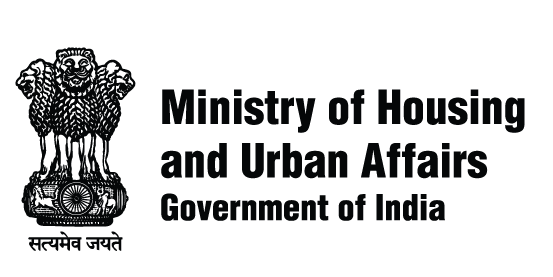 Ministry of Housing
and Urban Affairs
Government of India
सत्यमेव जयते